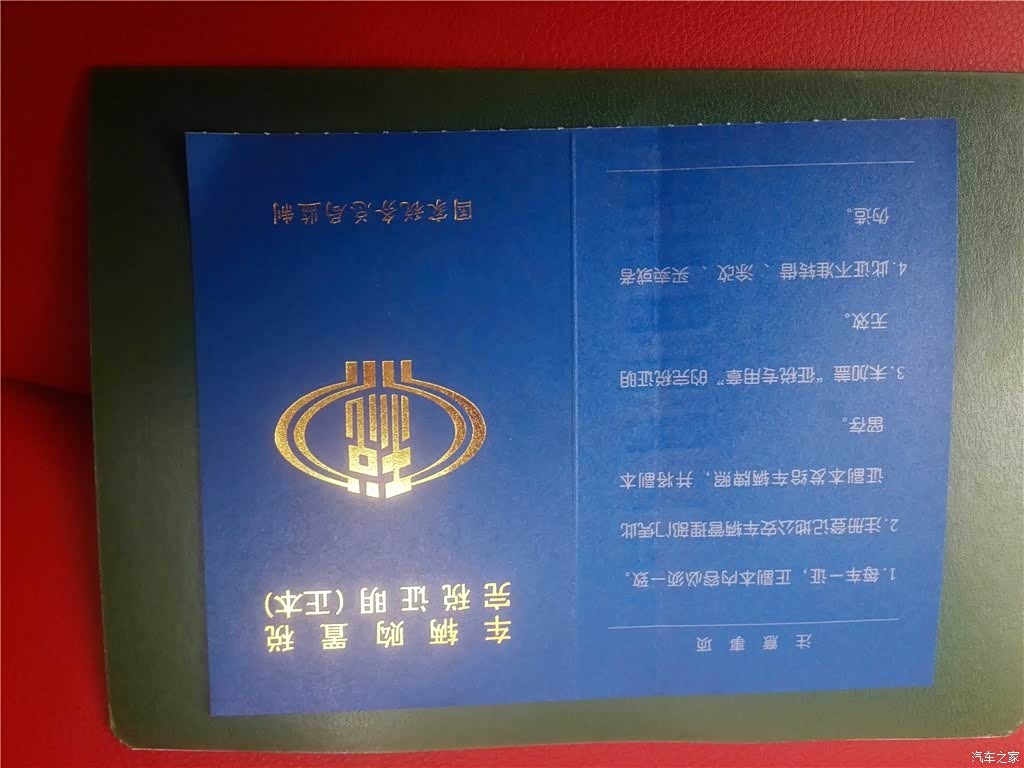 车辆购置税
完税证明(正本)
国家税务总局监制
注意事项
1.每车一证，正副本内容必须一致。
2.注册登记地公安车辆管理部门凭此
证副本发给车辆牌照，并将副本
留存。
3.未加盖“征税专用章”的完税证明
无效。
4.此证不准转借、涂改、买卖或者
伪造。
汽车之家